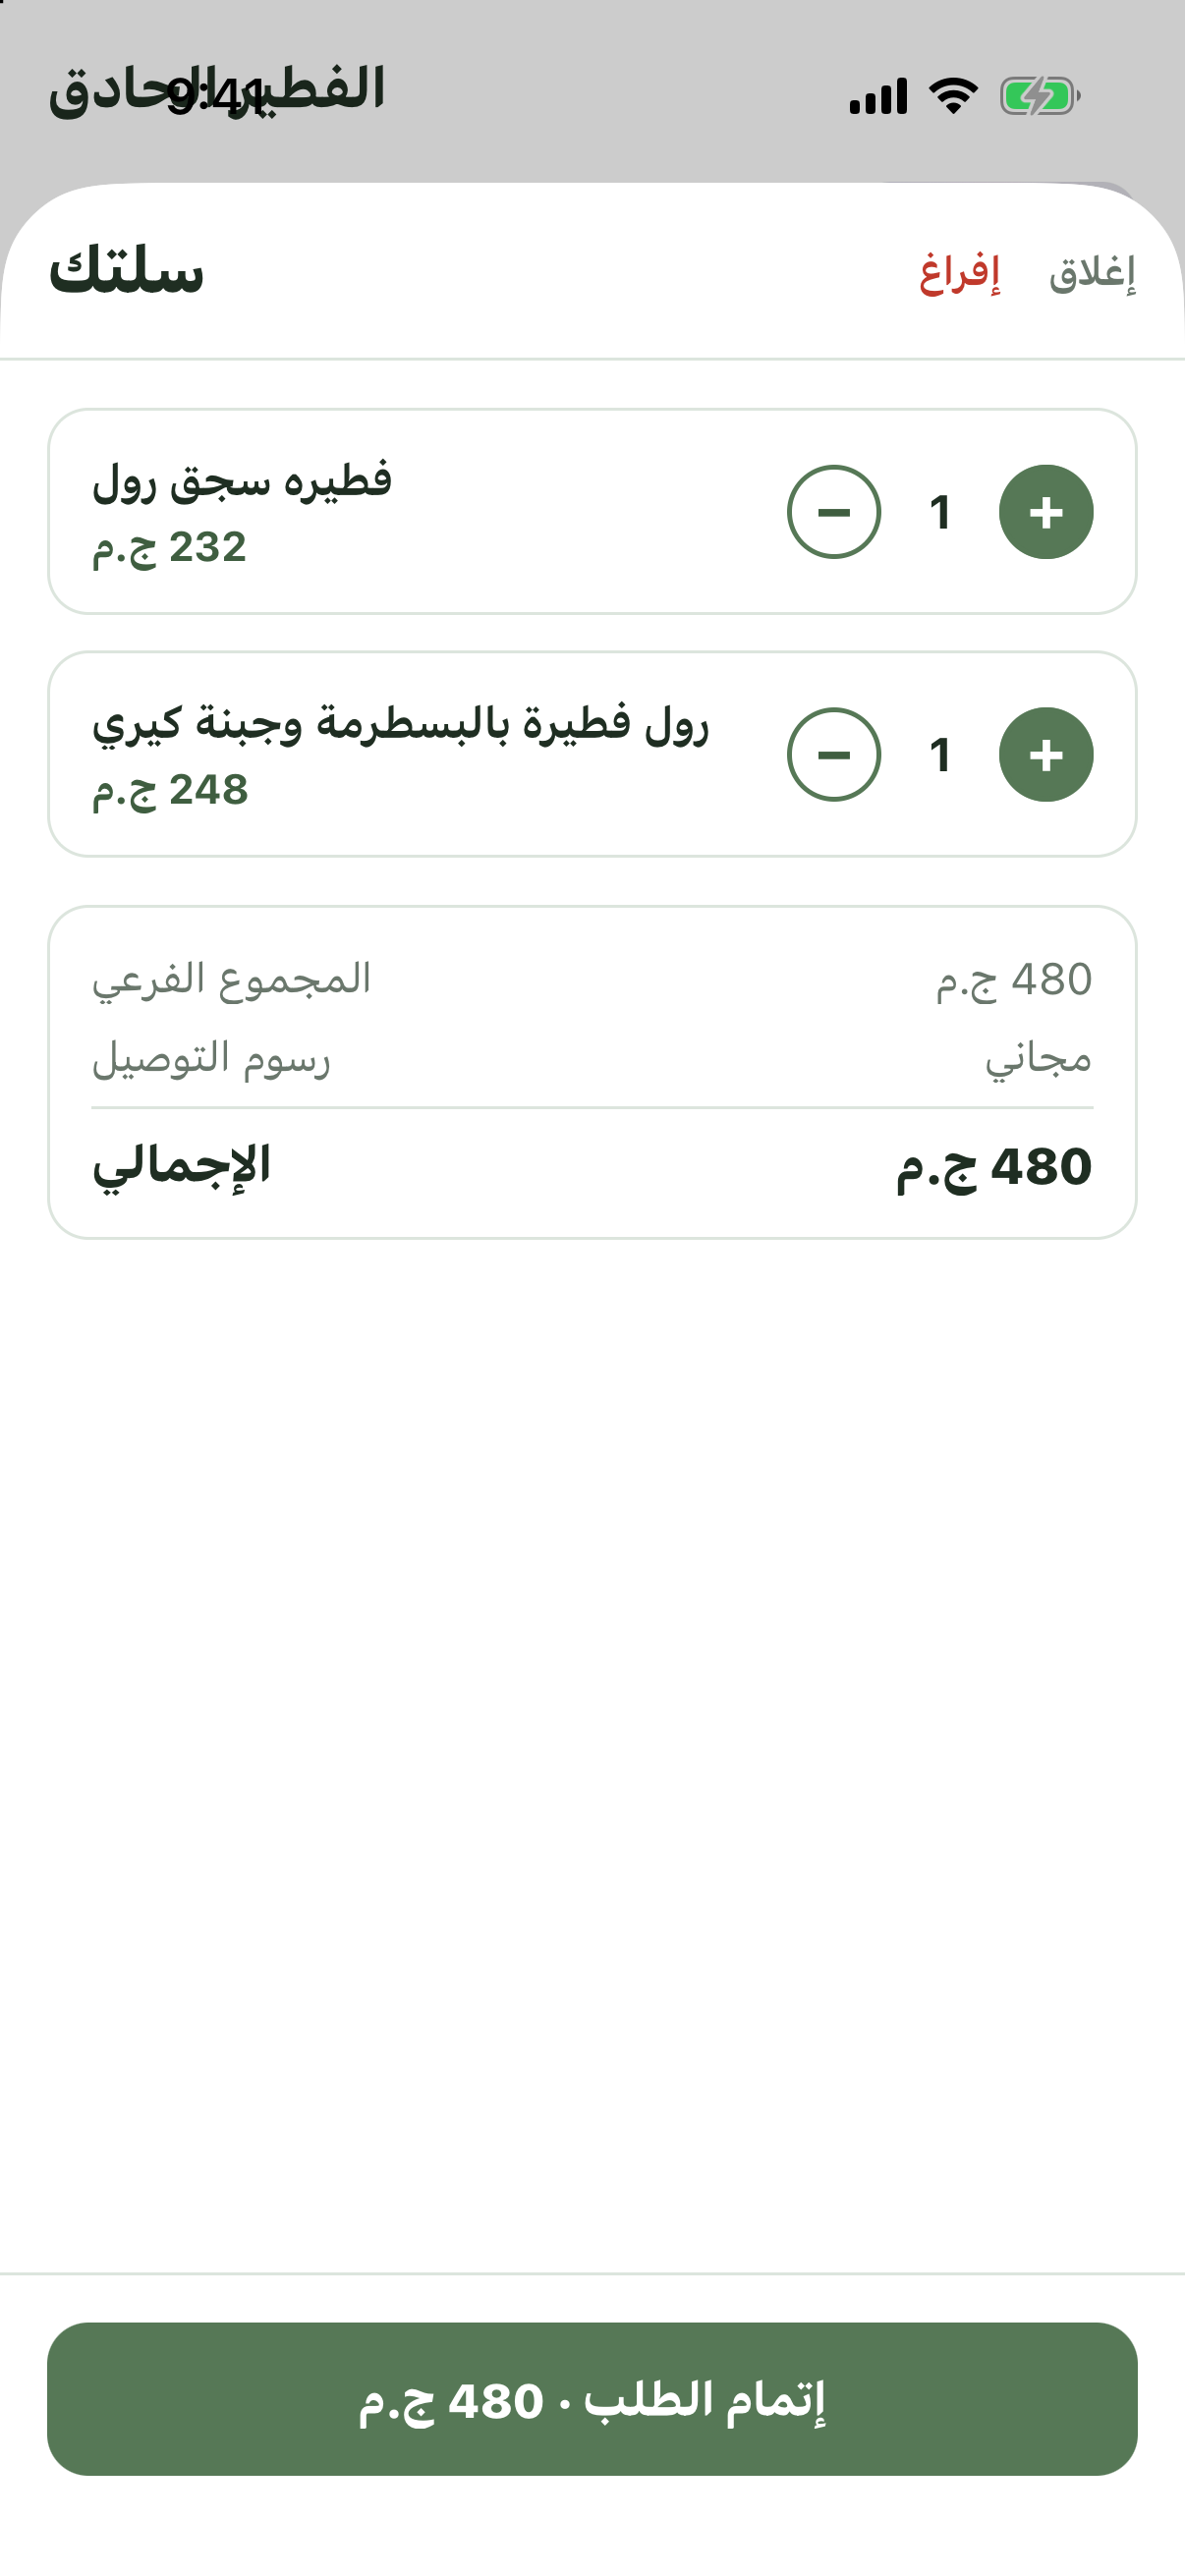 الفطير الحادق
9:41
سلتك
إفراغ
إغلاق
فطيره سجق رول
232 ج.م
1
رول فطيرة بالبسطرمة وجبنة كيري
248 ج.م
1
المجموع الفرعي 480 ج.م
رسوم التوصيل مجاني
الإجمالي 480 ج.م
إتمام الطلب · 480 ج.م